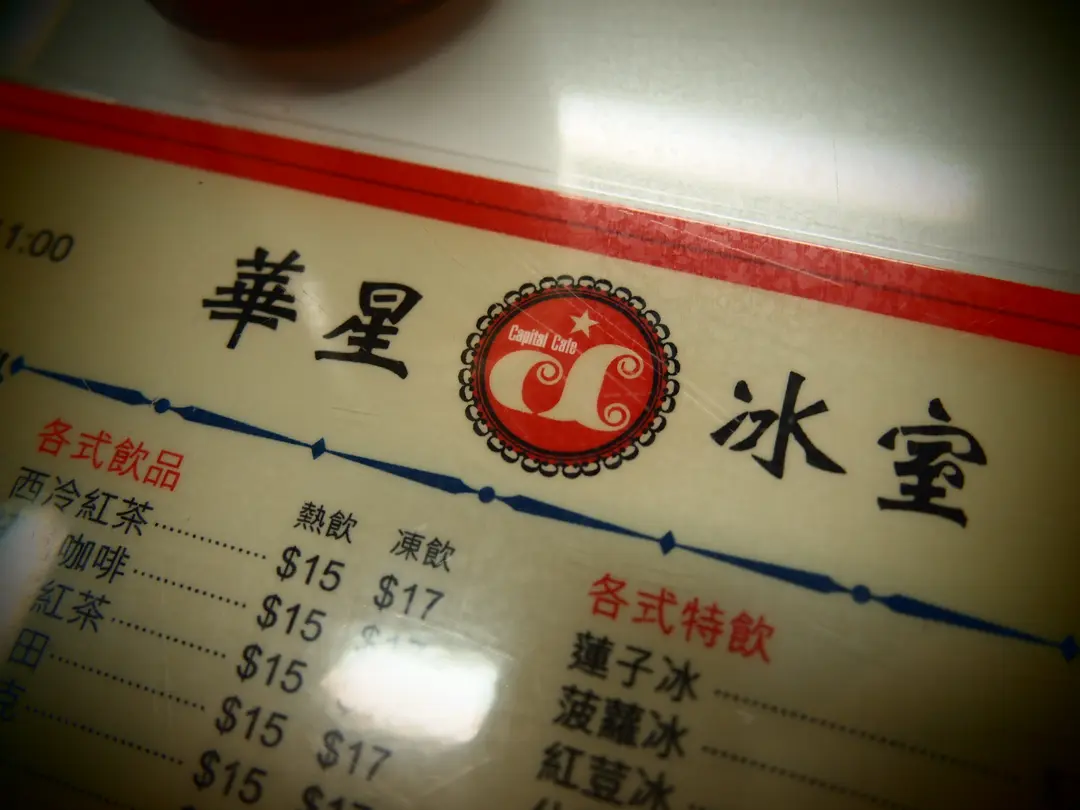 1:00
華星 冰室
Capital Cafe
各式飲品
熱飲 凍飲
西冷紅茶 $15 $17
咖啡 $15
紅茶 $15
田 $15 $17
克 $15 $17
各式特飲
蓮子冰
菠蘿冰
紅荳冰